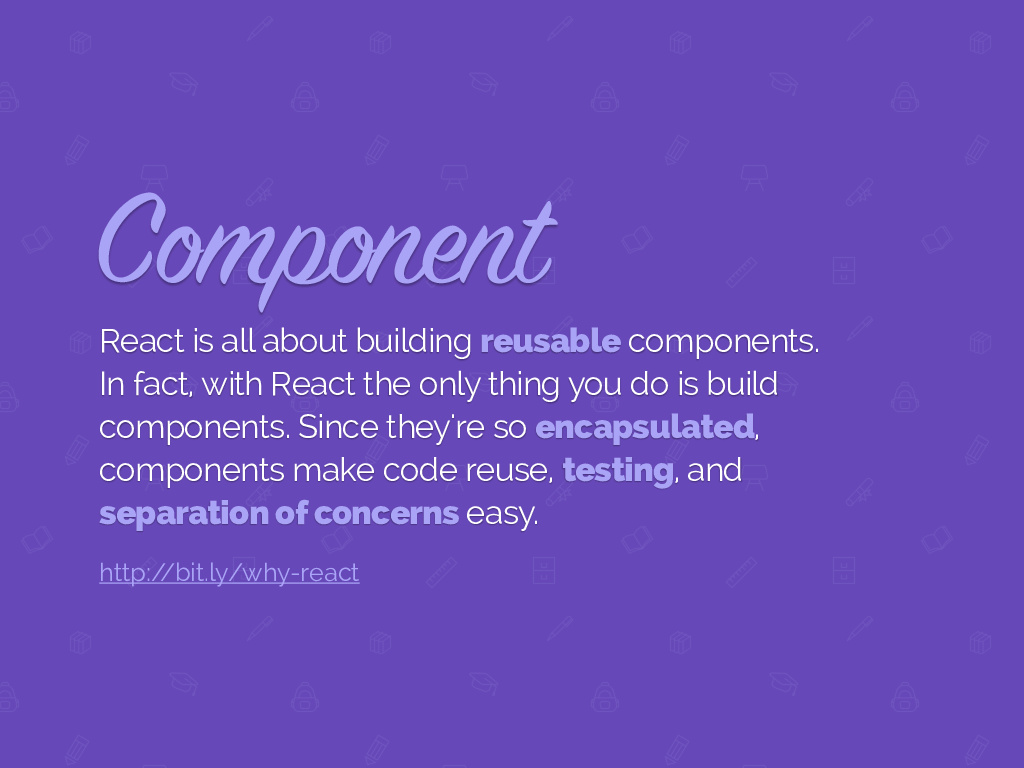 Component
React is all about building reusable components.
In fact, with React the only thing you do is build
components. Since they're so encapsulated,
components make code reuse, testing, and
separation of concerns easy.
http://bit.ly/why-react